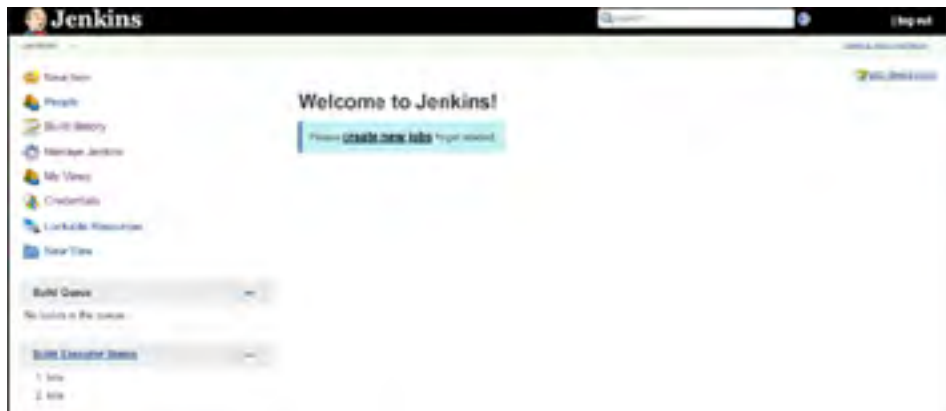 Jenkins
search
log out
New Item
People
Build History
Manage Jenkins
My Views
Credentials
Lockable Resources
New View
Welcome to Jenkins!
Please create new jobs to get started.
Build Queue
No builds in the queue.
Build Executor Status
1 Idle
2 Idle